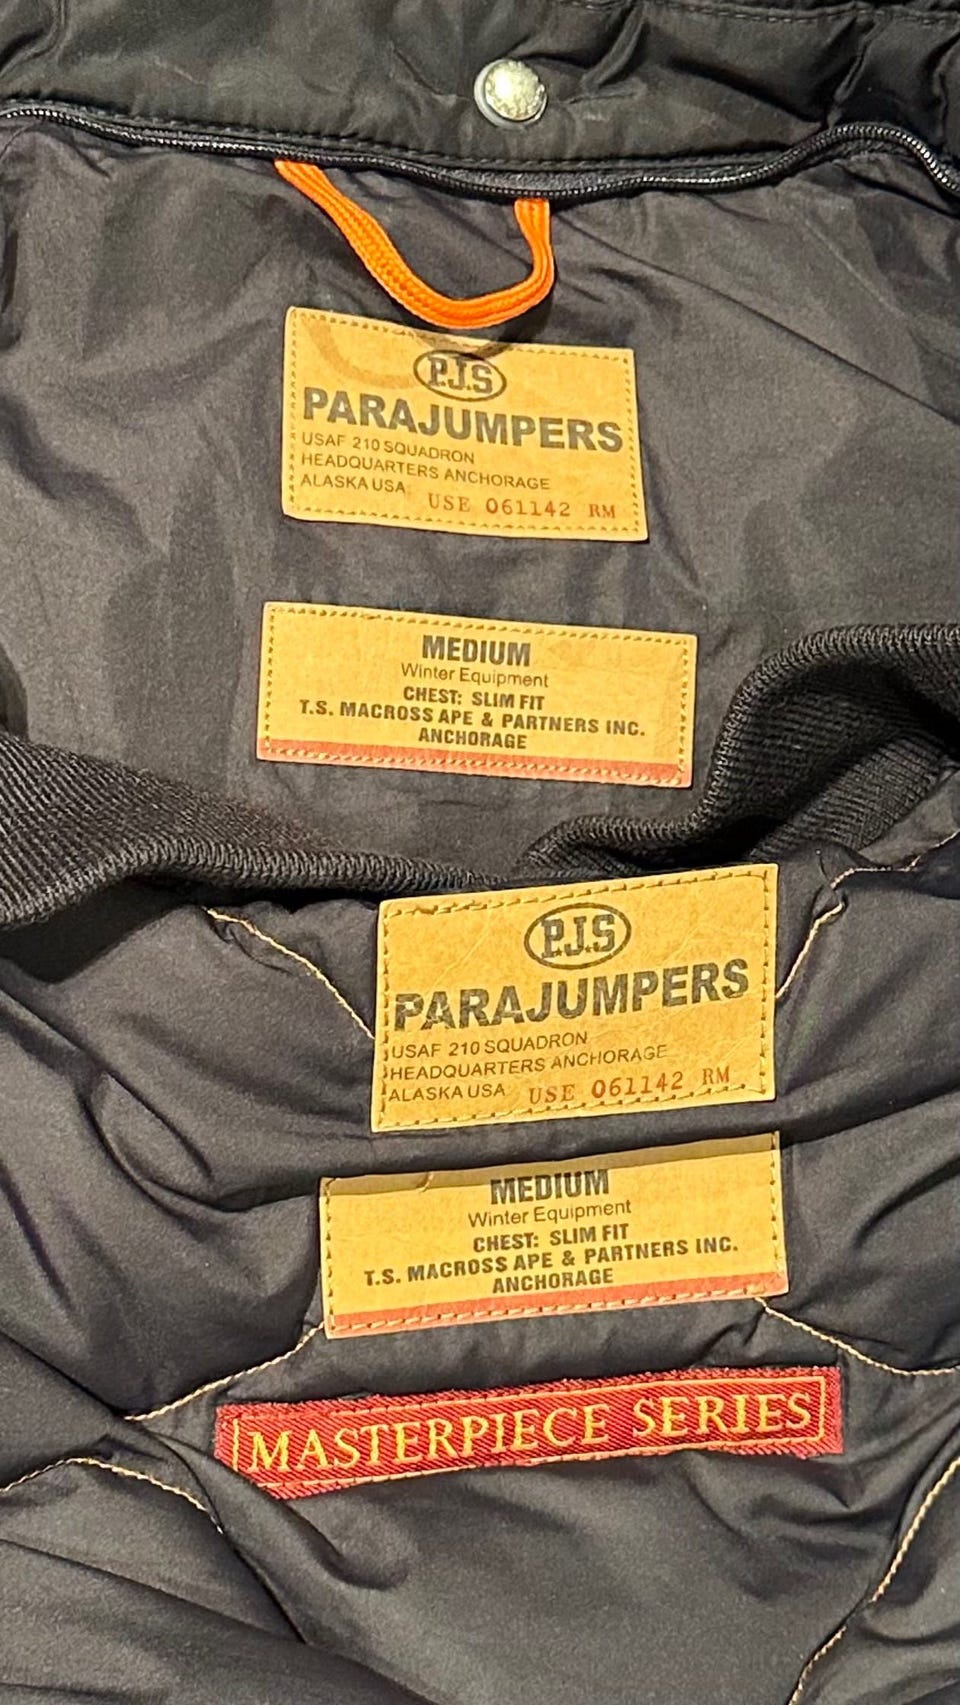 P.J.S
PARAJUMPERS
USAF 210 SQUADRON
HEADQUARTERS ANCHORAGE
ALASKA USA USE 061142 RM
MEDIUM
Winter Equipment
CHEST: SLIM FIT
T.S. MACROSS APE & PARTNERS INC.
ANCHORAGE
P.J.S
PARAJUMPERS
USAF 210 SQUADRON
HEADQUARTERS ANCHORAGE
ALASKA USA USE 061142 RM
MEDIUM
Winter Equipment
CHEST: SLIM FIT
T.S. MACROSS APE & PARTNERS INC.
ANCHORAGE
MASTERPIECE SERIES